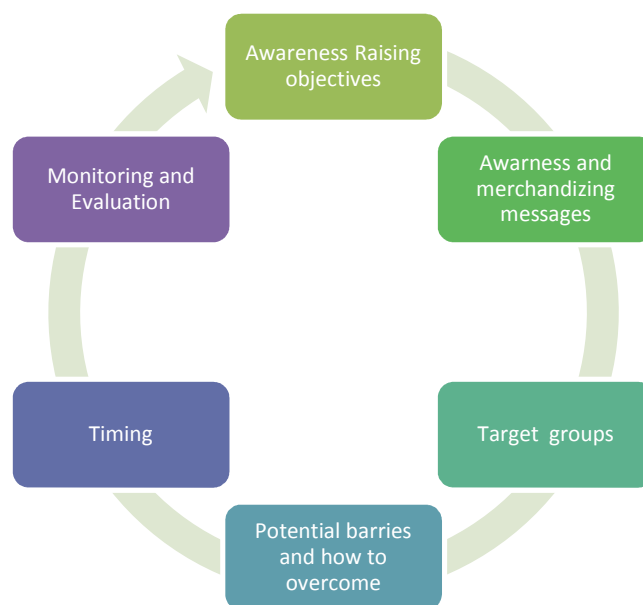 Awareness Raising
objectives
Awarness and
merchandizing
messages
Target groups
Potential barries
and how to
overcome
Timing
Monitoring and
Evaluation